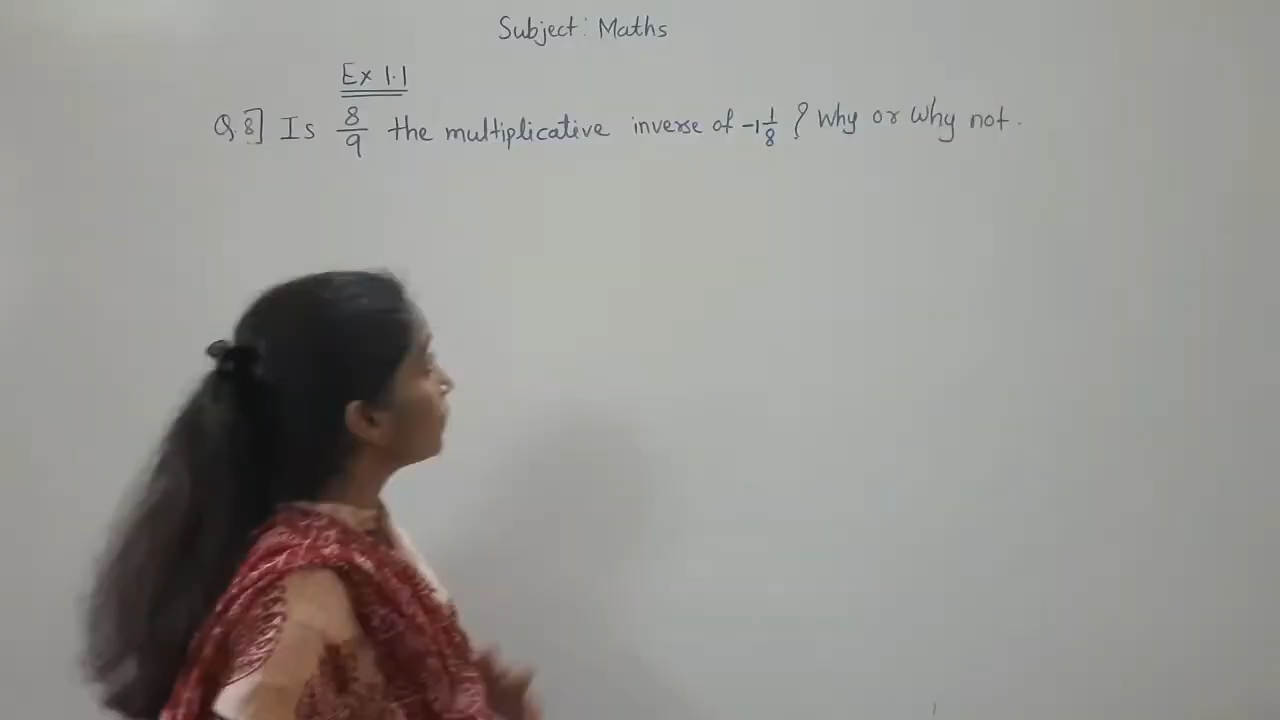 Subject: Maths
Ex 1.1
Q.8] Is 8/9 the multiplicative inverse of -1 1/8 ? Why or Why not.